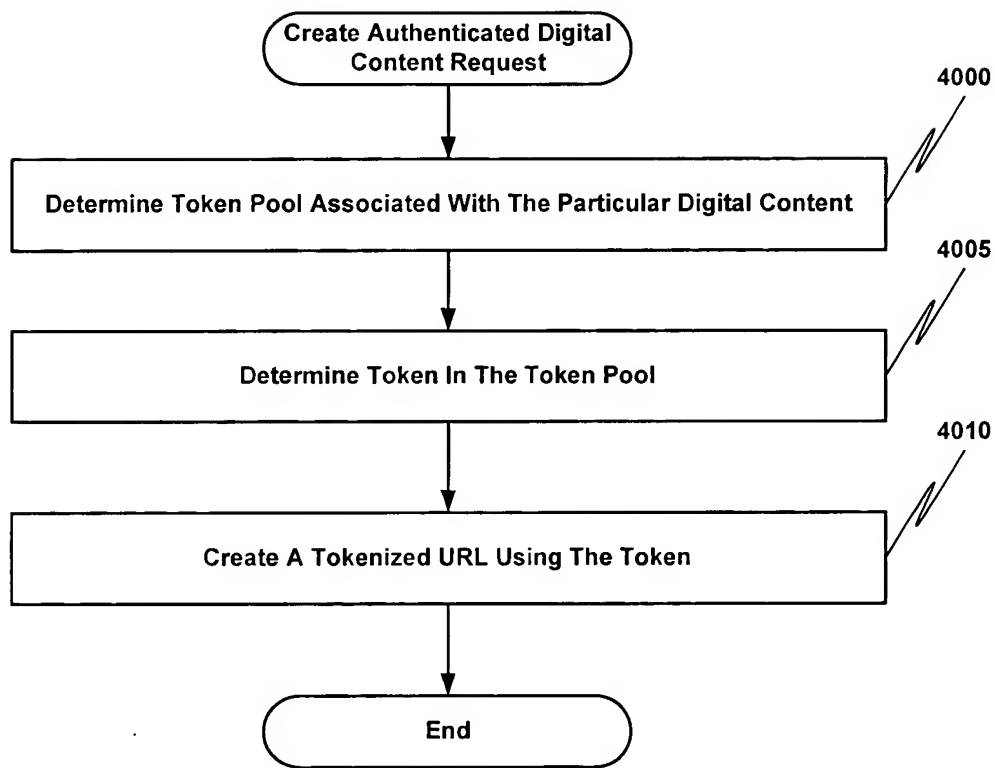 Create Authenticated Digital
Content Request
4000
Determine Token Pool Associated With The Particular Digital Content
4005
Determine Token In The Token Pool
4010
Create A Tokenized URL Using The Token
End